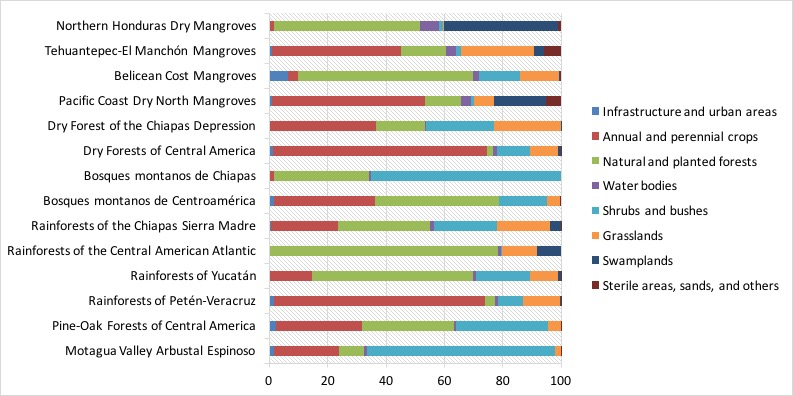 Northern Honduras Dry Mangroves
Tehuantepec-El Manchón Mangroves
Belicean Cost Mangroves
Pacific Coast Dry North Mangroves
Dry Forest of the Chiapas Depression
Dry Forests of Central America
Bosques montanos de Chiapas
Bosques montanos de Centroamérica
Rainforests of the Chiapas Sierra Madre
Rainforests of the Central American Atlantic
Rainforests of Yucatán
Rainforests of Petén-Veracruz
Pine-Oak Forests of Central America
Motagua Valley Arbustal Espinoso
0 20 40 60 80 100
Infrastructure and urban areas
Annual and perennial crops
Natural and planted forests
Water bodies
Shrubs and bushes
Grasslands
Swamplands
Sterile areas, sands, and others